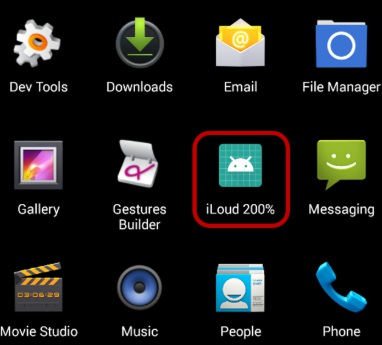 Dev Tools
Downloads
Email
File Manager
Gallery
Gestures
Builder
iLoud 200%
Messaging
03:06:29
Movie Studio
Music
People
Phone